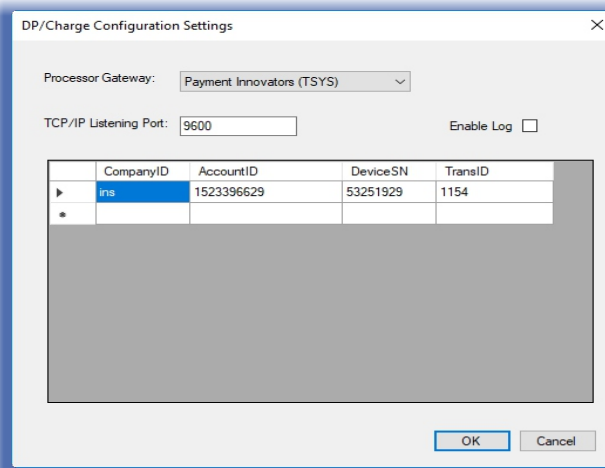 DP/Charge Configuration Settings
Processor Gateway: Payment Innovators (TSYS)
TCP/IP Listening Port: 9600 Enable Log
CompanyID AccountID DeviceSN TransID
ins 1523396629 53251929 1154
OK Cancel